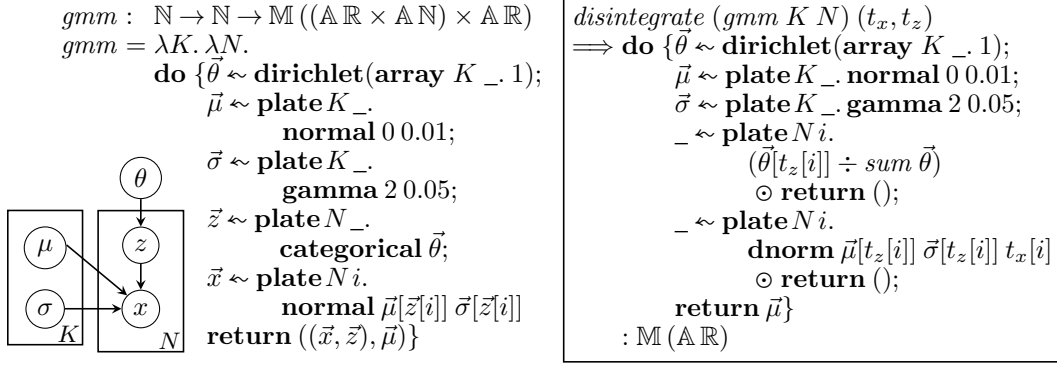 gmm : ℕ → ℕ → 𝕄 ((𝔸 ℝ × 𝔸 ℕ) × 𝔸 ℝ)
gmm = λK. λN.
do {θ⃗ ↜ dirichlet(array K _. 1);
μ⃗ ↜ plate K _.
normal 0 0.01;
σ⃗ ↜ plate K _.
gamma 2 0.05;
z⃗ ↜ plate N _.
categorical θ⃗;
x⃗ ↜ plate N i.
normal μ⃗[z⃗[i]] σ⃗[z⃗[i]]
return ((x⃗, z⃗), μ⃗)}
θ
μ z
σ x
K N
disintegrate (gmm K N) (t_x, t_z)
⟹ do {θ⃗ ↜ dirichlet(array K _. 1);
μ⃗ ↜ plate K _. normal 0 0.01;
σ⃗ ↜ plate K _. gamma 2 0.05;
_ ↜ plate N i.
(θ⃗[t_z[i]] ÷ sum θ⃗)
⊙ return ();
_ ↜ plate N i.
dnorm μ⃗[t_z[i]] σ⃗[t_z[i]] t_x[i]
⊙ return ();
return μ⃗}
: 𝕄 (𝔸 ℝ)